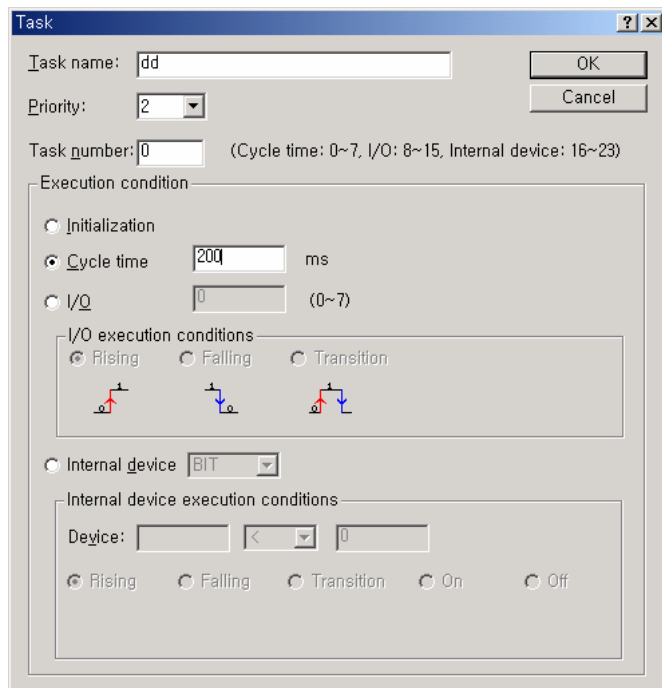 Task
Task name: dd
OK
Priority: 2
Cancel
Task number: 0 (Cycle time: 0~7, I/O: 8~15, Internal device: 16~23)
Execution condition
Initialization
Cycle time 200 ms
I/O 0 (0~7)
I/O execution conditions
Rising Falling Transition
0 1 1 0 0 1
Internal device BIT
Internal device execution conditions
Device: < 0
Rising Falling Transition On Off